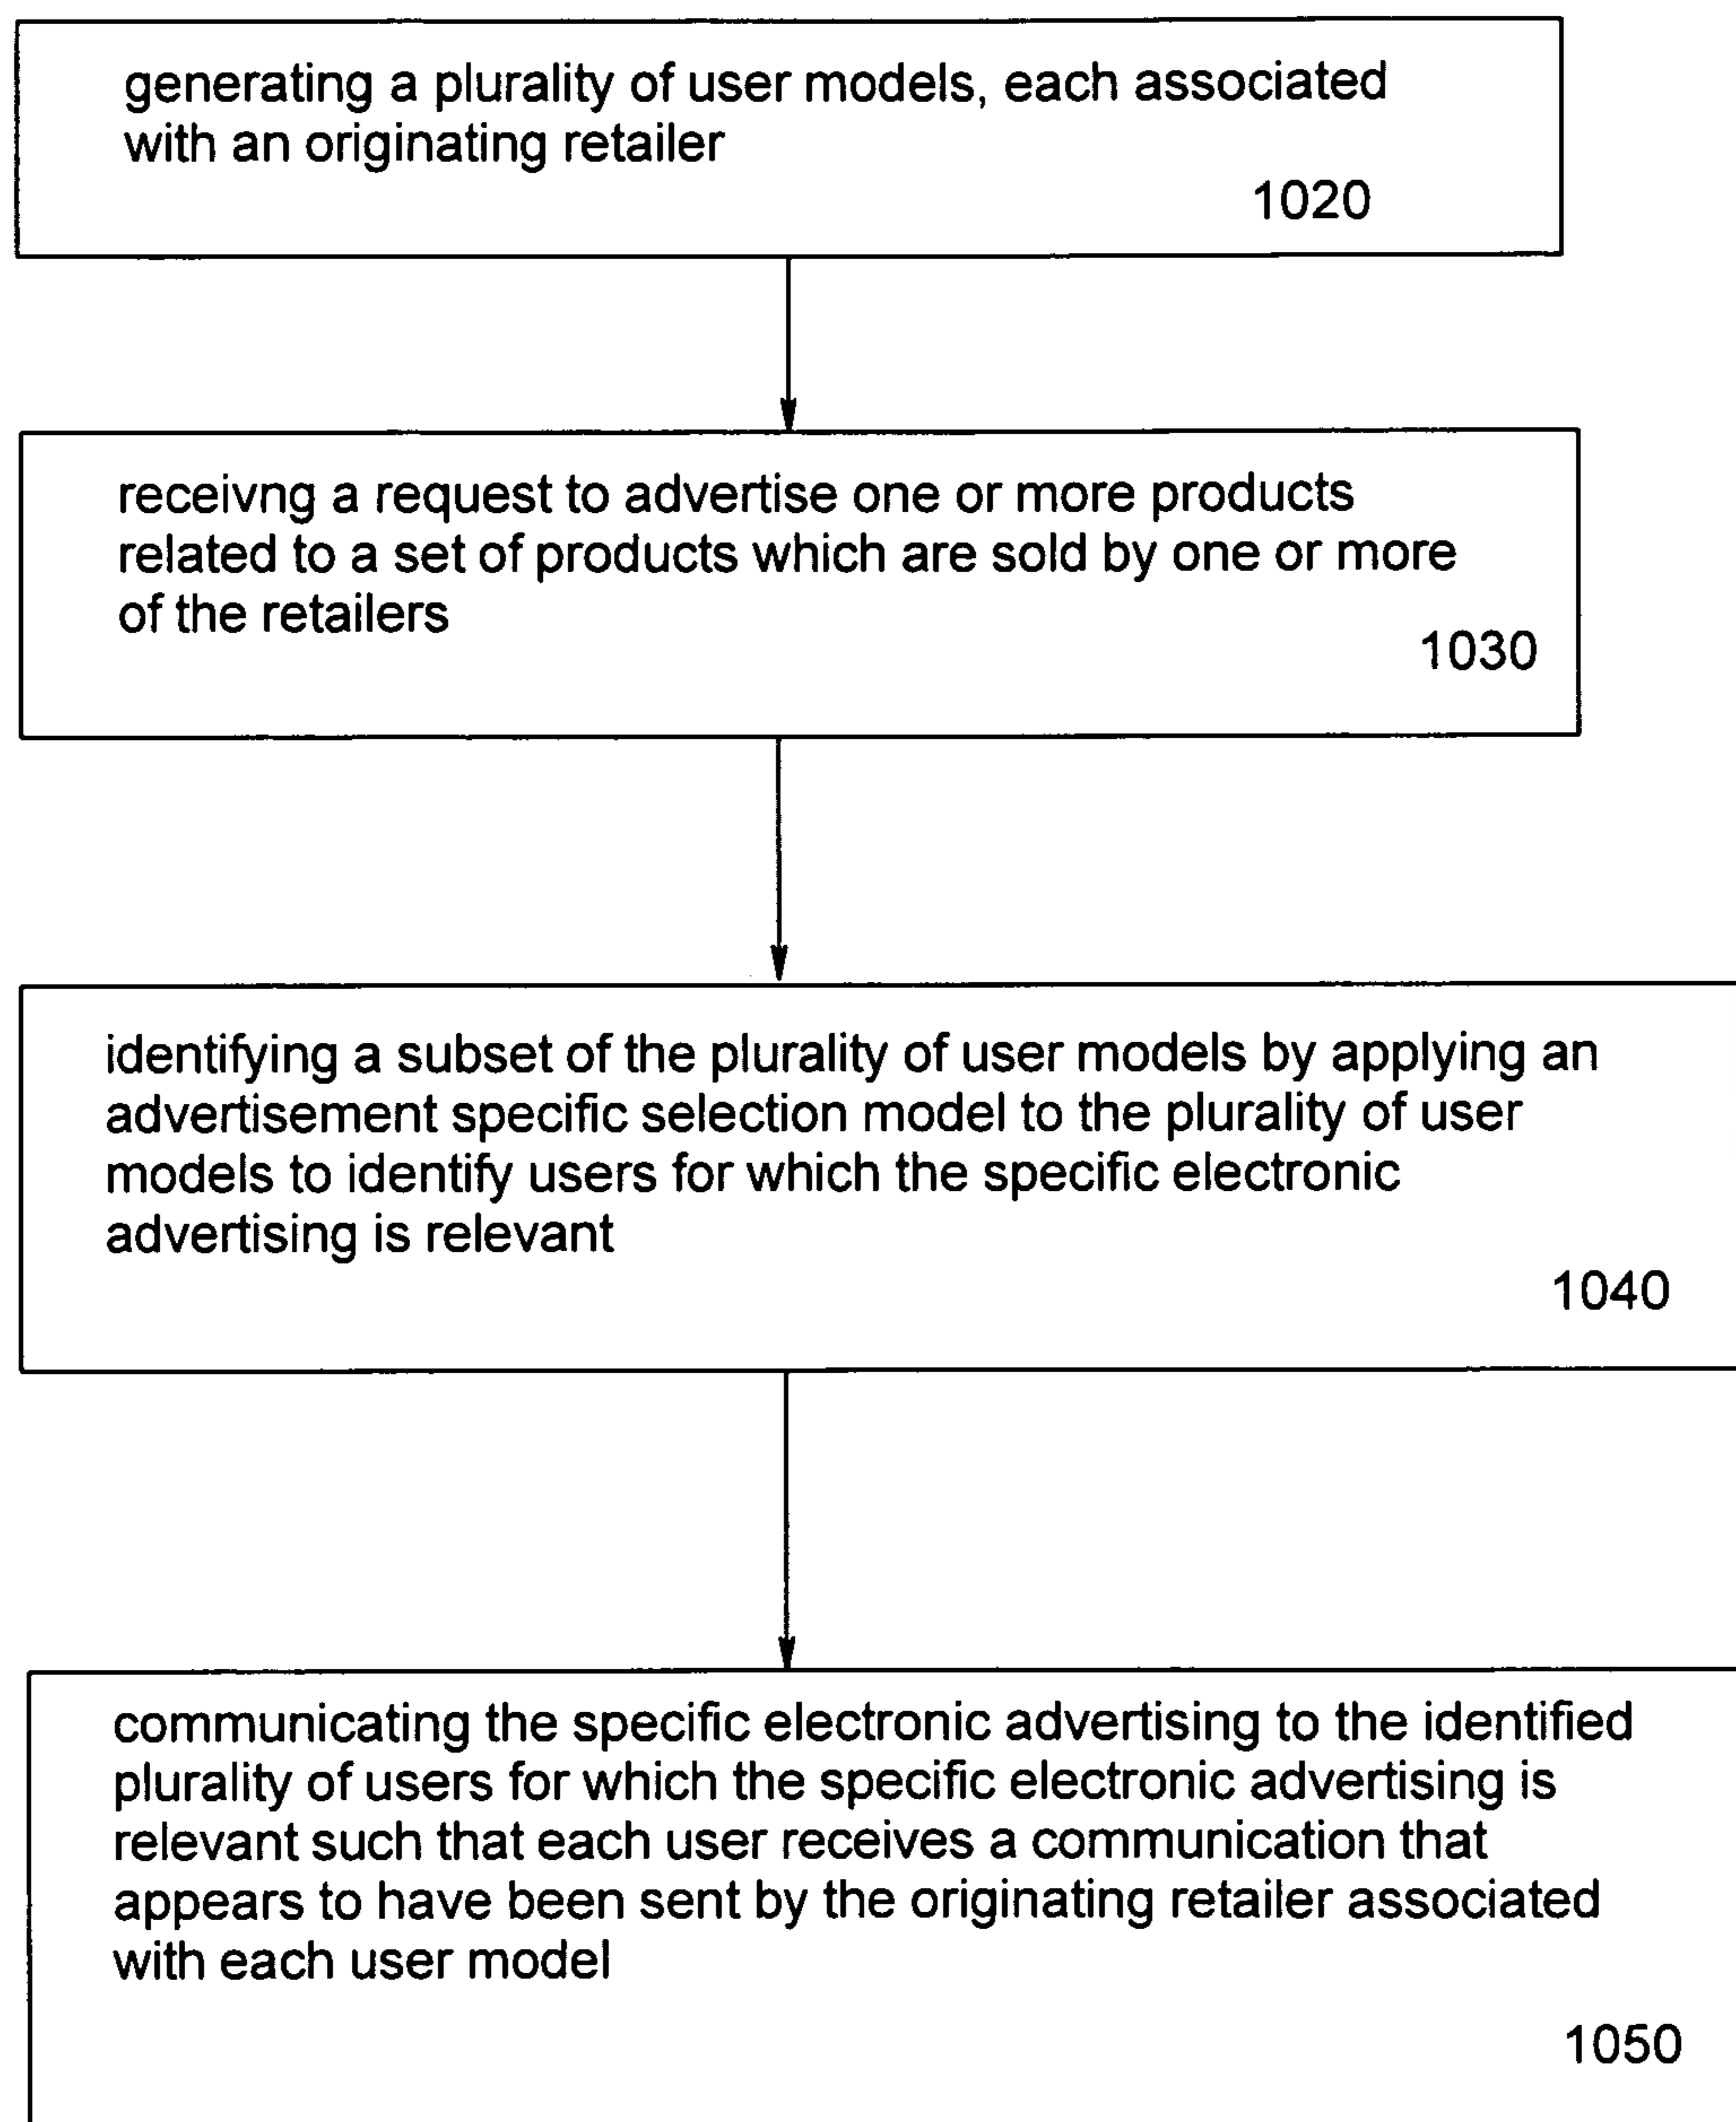 generating a plurality of user models, each associated
with an originating retailer
1020
receivng a request to advertise one or more products
related to a set of products which are sold by one or more
of the retailers
1030
identifying a subset of the plurality of user models by applying an
advertisement specific selection model to the plurality of user
models to identify users for which the specific electronic
advertising is relevant
1040
communicating the specific electronic advertising to the identified
plurality of users for which the specific electronic advertising is
relevant such that each user receives a communication that
appears to have been sent by the originating retailer associated
with each user model
1050